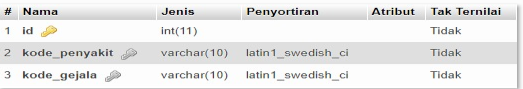 # Nama Jenis Penyortiran Atribut Tak Ternilai
1 id int(11) Tidak
2 kode_penyakit varchar(10) latin1_swedish_ci Tidak
3 kode_gejala varchar(10) latin1_swedish_ci Tidak